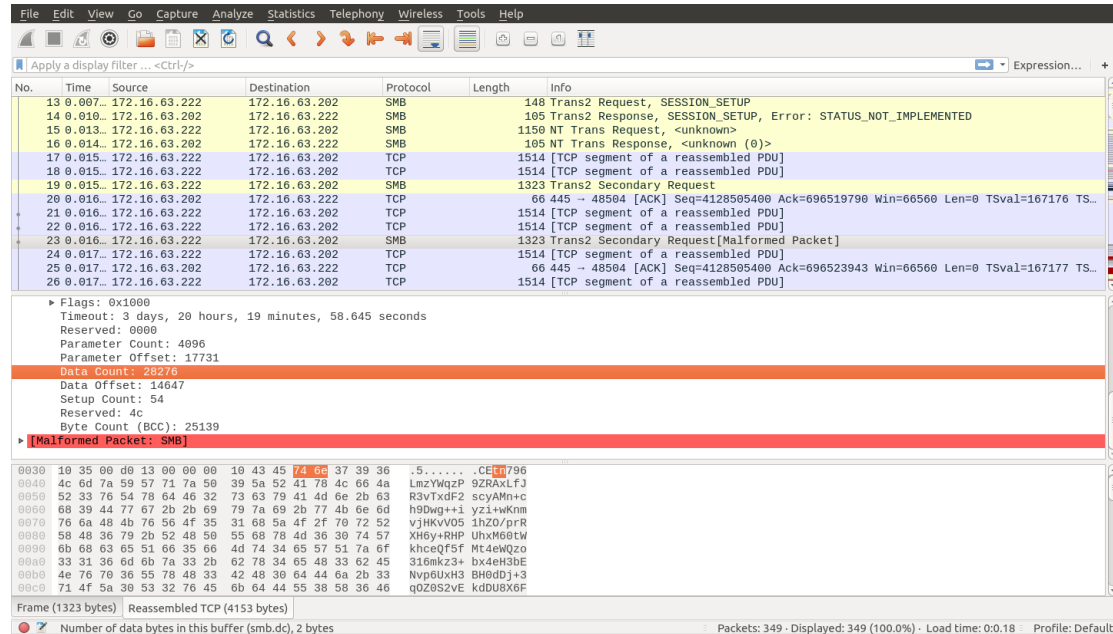 File Edit View Go Capture Analyze Statistics Telephony Wireless Tools Help
Apply a display filter ... <Ctrl-/> Expression... +
No. Time Source Destination Protocol Length Info
13 0.007… 172.16.63.222 172.16.63.202 SMB 148 Trans2 Request, SESSION_SETUP
14 0.010… 172.16.63.202 172.16.63.222 SMB 105 Trans2 Response, SESSION_SETUP, Error: STATUS_NOT_IMPLEMENTED
15 0.013… 172.16.63.222 172.16.63.202 SMB 1150 NT Trans Request, <unknown>
16 0.014… 172.16.63.202 172.16.63.222 SMB 105 NT Trans Response, <unknown (0)>
17 0.015… 172.16.63.222 172.16.63.202 TCP 1514 [TCP segment of a reassembled PDU]
18 0.015… 172.16.63.222 172.16.63.202 TCP 1514 [TCP segment of a reassembled PDU]
19 0.015… 172.16.63.222 172.16.63.202 SMB 1323 Trans2 Secondary Request
20 0.016… 172.16.63.202 172.16.63.222 TCP 66 445 → 48504 [ACK] Seq=4128505400 Ack=696519790 Win=66560 Len=0 TSval=167176 TS…
21 0.016… 172.16.63.222 172.16.63.202 TCP 1514 [TCP segment of a reassembled PDU]
22 0.016… 172.16.63.222 172.16.63.202 TCP 1514 [TCP segment of a reassembled PDU]
23 0.016… 172.16.63.222 172.16.63.202 SMB 1323 Trans2 Secondary Request[Malformed Packet]
24 0.017… 172.16.63.222 172.16.63.202 TCP 1514 [TCP segment of a reassembled PDU]
25 0.017… 172.16.63.202 172.16.63.222 TCP 66 445 → 48504 [ACK] Seq=4128505400 Ack=696523943 Win=66560 Len=0 TSval=167177 TS…
26 0.017… 172.16.63.222 172.16.63.202 TCP 1514 [TCP segment of a reassembled PDU]
Flags: 0x1000
Timeout: 3 days, 20 hours, 19 minutes, 58.645 seconds
Reserved: 0000
Parameter Count: 4096
Parameter Offset: 17731
Data Count: 28276
Data Offset: 14647
Setup Count: 54
Reserved: 4c
Byte Count (BCC): 25139
[Malformed Packet: SMB]
0030 10 35 00 d0 13 00 00 00 10 43 45 74 6e 37 39 36 .5...... .CEtn796
0040 4c 6d 7a 59 57 71 7a 50 39 5a 52 41 78 4c 66 4a LmzYWqzP 9ZRAxLfJ
0050 52 33 76 54 78 64 46 32 73 63 79 41 4d 6e 2b 63 R3vTxdF2 scyAMn+c
0060 68 39 44 77 67 2b 2b 69 79 7a 69 2b 77 4b 6e 6d h9Dwg++i yzi+wKnm
0070 76 6a 48 4b 76 56 4f 35 31 68 5a 4f 2f 70 72 52 vjHKvVO5 1hZO/prR
0080 58 48 36 79 2b 52 48 50 55 68 78 4d 36 30 74 57 XH6y+RHP UhxM60tW
0090 6b 68 63 65 51 66 35 66 4d 74 34 65 57 51 7a 6f khceQf5f Mt4eWQzo
00a0 33 31 36 6d 6b 7a 33 2b 62 78 34 65 48 33 62 45 316mkz3+ bx4eH3bE
00b0 4e 76 70 36 55 78 48 33 42 48 30 64 44 6a 2b 33 Nvp6UxH3 BH0dDj+3
00c0 71 4f 5a 30 53 32 76 45 6b 64 44 55 38 58 36 46 qOZ0S2vE kdDU8X6F
Frame (1323 bytes) Reassembled TCP (4153 bytes)
Number of data bytes in this buffer (smb.dc), 2 bytes Packets: 349 · Displayed: 349 (100.0%) · Load time: 0:0.18 Profile: Default